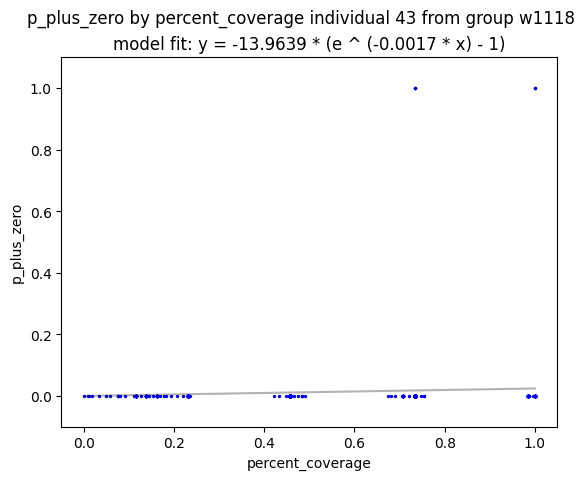 p_plus_zero by percent_coverage individual 43 from group w1118
model fit: y = -13.9639 * (e ^ (-0.0017 * x) - 1)
1.0
0.8
0.6
0.4
0.2
0.0
p_plus_zero
0.0 0.2 0.4 0.6 0.8 1.0
percent_coverage